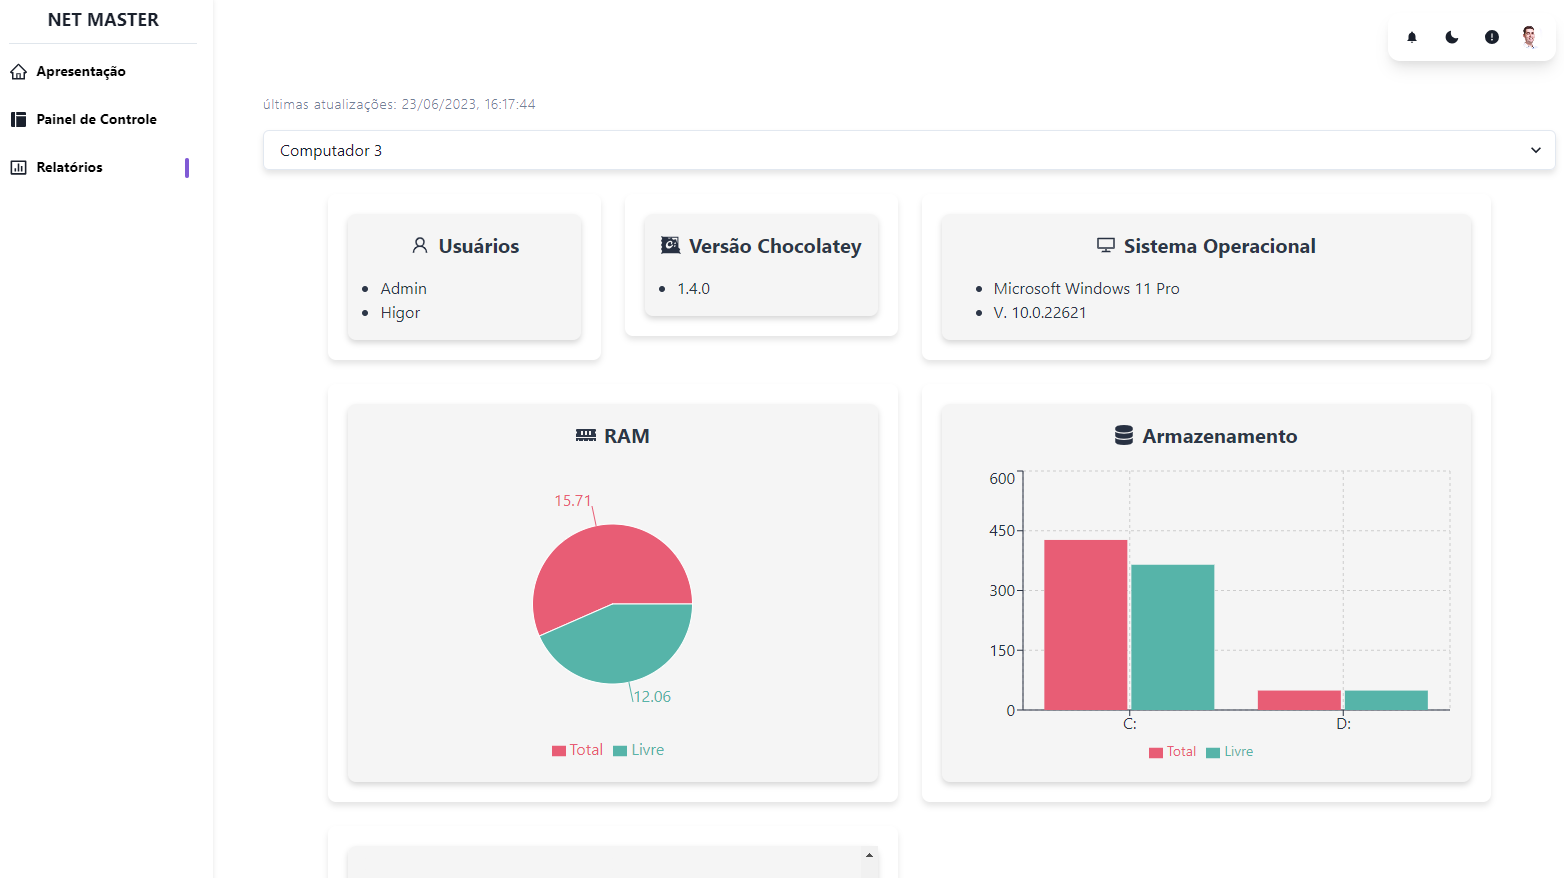 NET MASTER
Apresentação
Painel de Controle
Relatórios
últimas atualizações: 23/06/2023, 16:17:44
Computador 3
Usuários
Admin
Higor
Versão Chocolatey
1.4.0
Sistema Operacional
Microsoft Windows 11 Pro
V. 10.0.22621
RAM
15.71
12.06
Total Livre
Armazenamento
600
450
300
150
0
C: D:
Total Livre